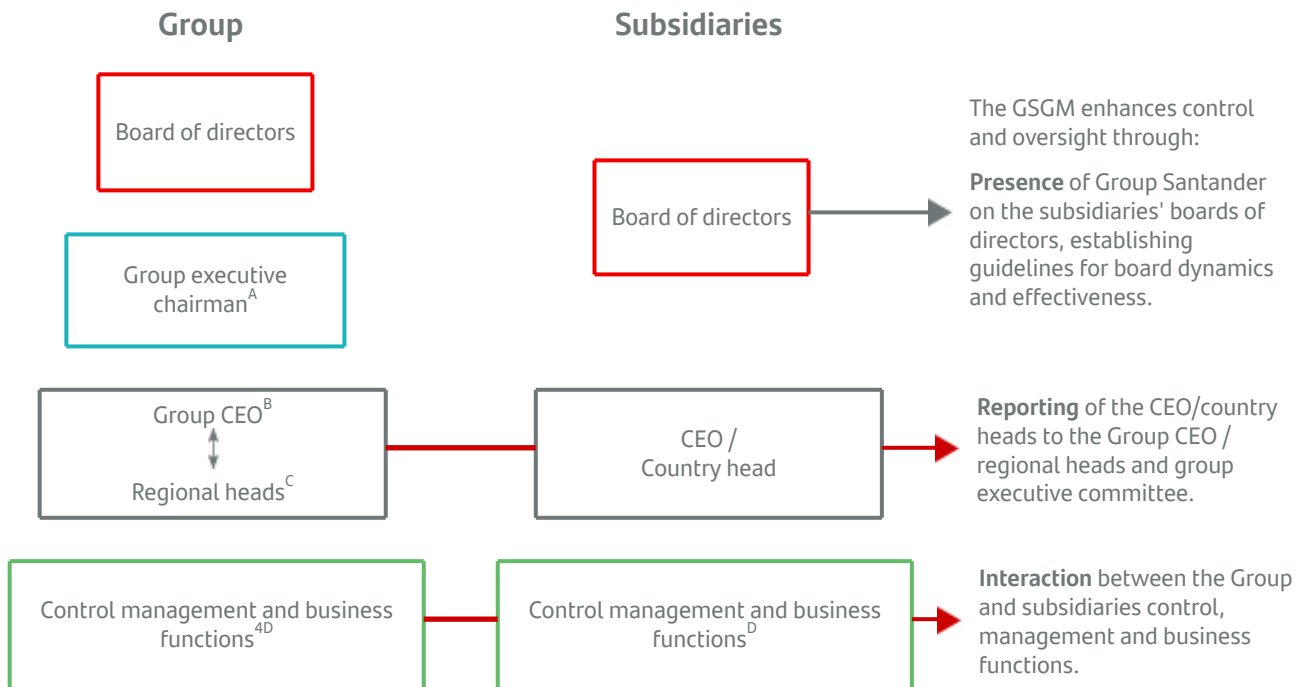 Group
Subsidiaries
Board of directors
Board of directors
The GSGM enhances control
and oversight through:
Presence of Group Santander
on the subsidiaries' boards of
directors, establishing
guidelines for board dynamics
and effectiveness.
Group executive
chairmanA
Group CEOB
Regional headsC
CEO /
Country head
Reporting of the CEO/country
heads to the Group CEO /
regional heads and group
executive committee.
Control management and business
functions4D
Control management and business
functionsD
Interaction between the Group
and subsidiaries control,
management and business
functions.